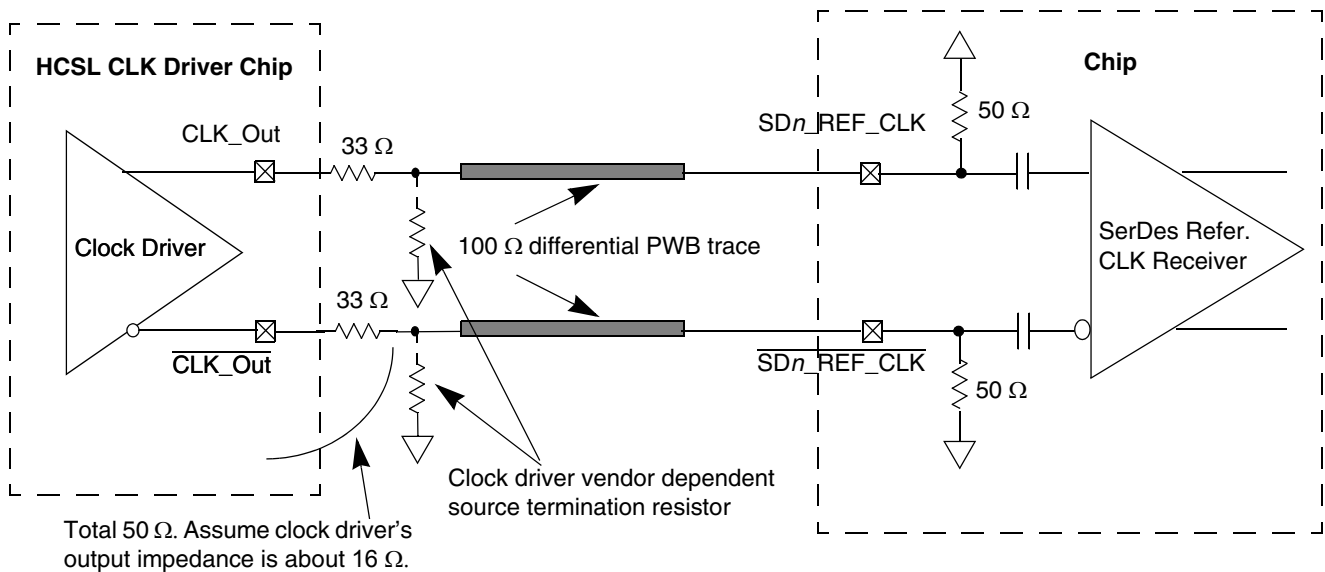 HCSL CLK Driver Chip
Chip
CLK_Out
33 Ω
SDn_REF_CLK
50 Ω
Clock Driver
100 Ω differential PWB trace
SerDes Refer.
CLK Receiver
33 Ω
CLK_Out
SDn_REF_CLK
50 Ω
Clock driver vendor dependent
source termination resistor
Total 50 Ω. Assume clock driver's
output impedance is about 16 Ω.